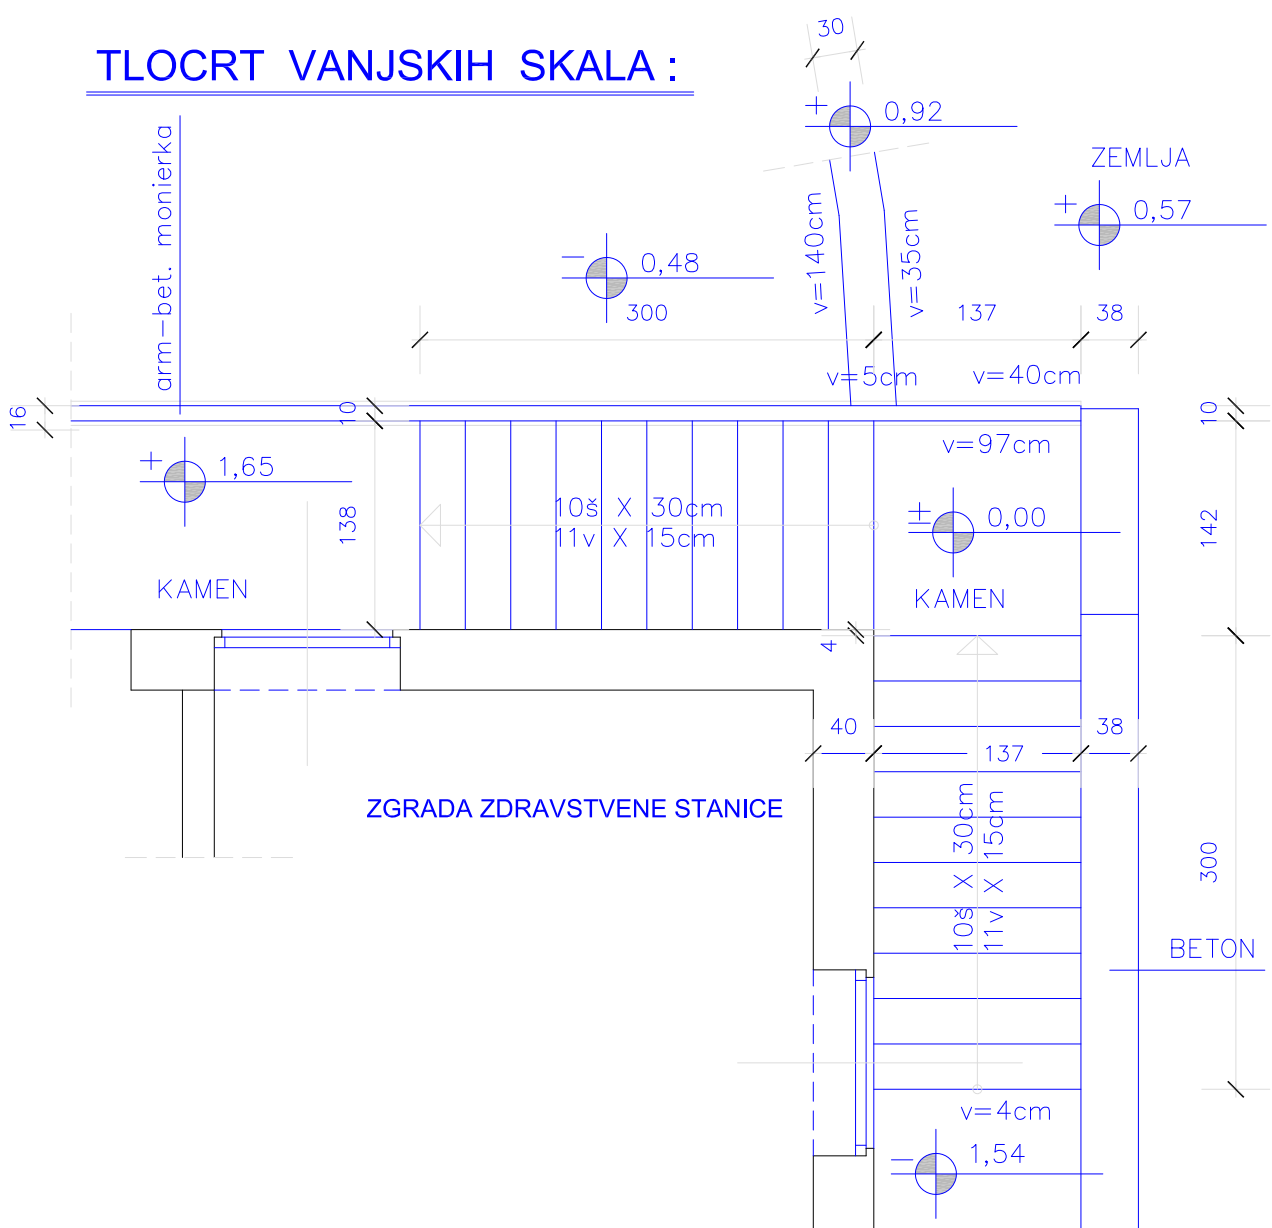 TLOCRT VANJSKIH SKALA :
30
+ 0,92
ZEMLJA
+ 0,57
arm-bet. monierka
v=140cm
v=35cm
– 0,48
300
137
38
v=5cm
v=40cm
16
10
10
v=97cm
+ 1,65
138
10š X 30cm
11v X 15cm
± 0,00
142
KAMEN
KAMEN
4
40
137
38
ZGRADA ZDRAVSTVENE STANICE
10š X 30cm
11v X 15cm
300
BETON
v=4cm
– 1,54